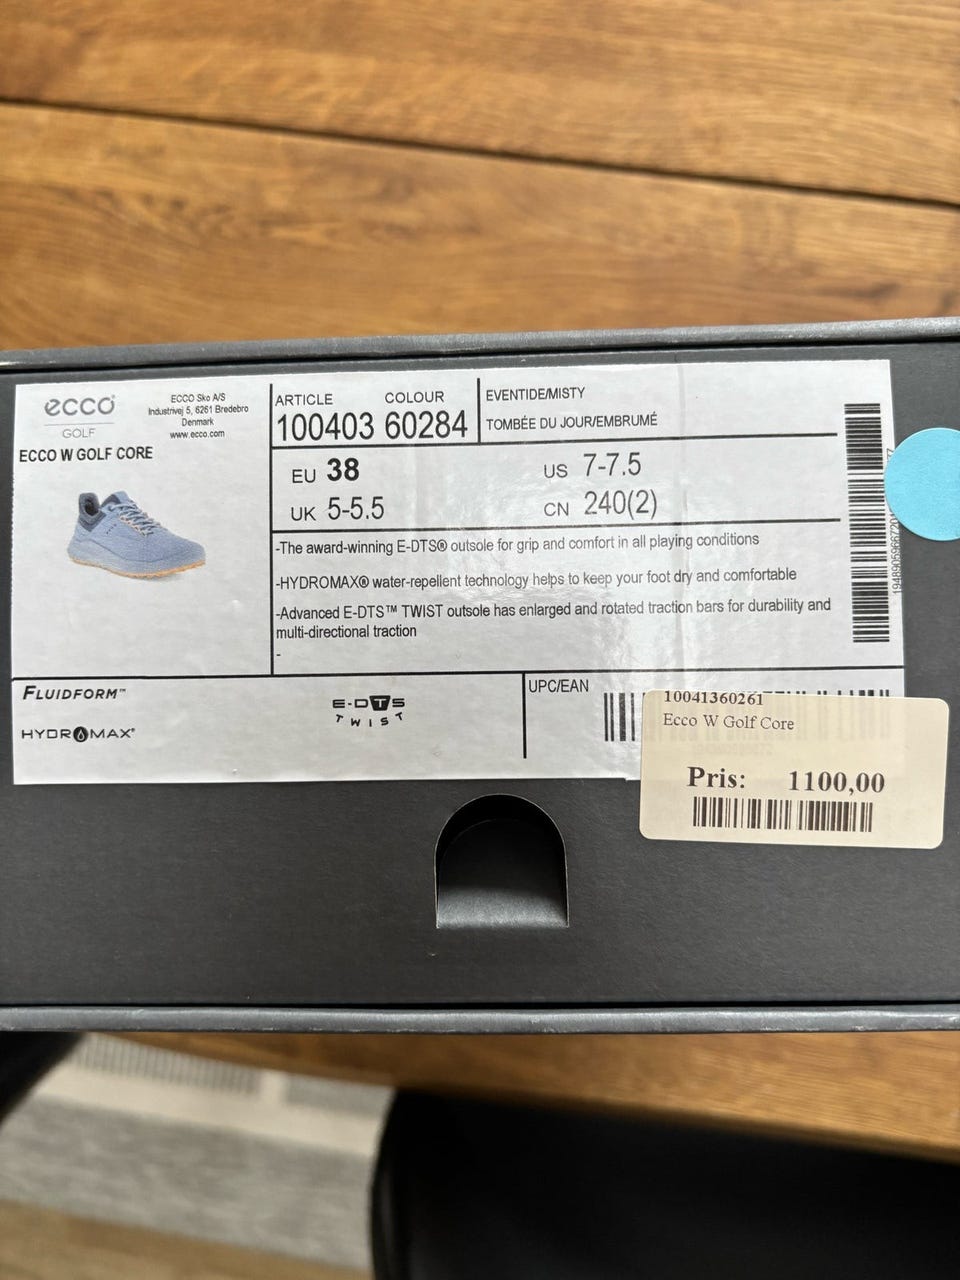 ecco
GOLF
ECCO Sko A/S
Industrivej 5, 6261 Bredebro
Denmark
www.ecco.com
ECCO W GOLF CORE
ARTICLE COLOUR
100403 60284
EVENTIDE/MISTY
TOMBÉE DU JOUR/EMBRUMÉ
EU 38
US 7-7.5
UK 5-5.5
CN 240(2)
-The award-winning E-DTS® outsole for grip and comfort in all playing conditions
-HYDROMAX® water-repellent technology helps to keep your foot dry and comfortable
-Advanced E-DTS™ TWIST outsole has enlarged and rotated traction bars for durability and
multi-directional traction
-
FLUIDFORM™
HYDROMAX®
E-DTS
TWIST
UPC/EAN
10041360261
Ecco W Golf Core
Pris: 1100,00